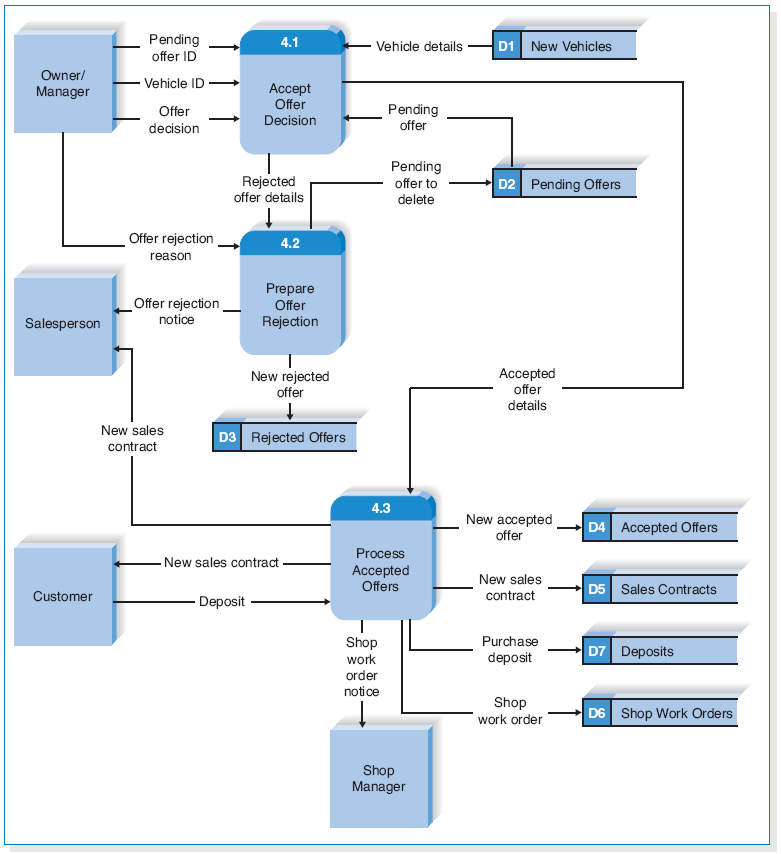 Pending
offer ID
4.1
Vehicle details
D1
New Vehicles
Owner/
Manager
Vehicle ID
Accept
Offer
Decision
Offer
decision
Pending
offer
Rejected
offer details
Pending
offer to
delete
D2
Pending Offers
Offer rejection
reason
4.2
Prepare
Offer
Rejection
Offer rejection
notice
Salesperson
New rejected
offer
Accepted
offer
details
New sales
contract
D3
Rejected Offers
4.3
Process
Accepted
Offers
New accepted
offer
D4
Accepted Offers
New sales contract
Customer
Deposit
New sales
contract
D5
Sales Contracts
Shop
work
order
notice
Purchase
deposit
D7
Deposits
Shop
work order
D6
Shop Work Orders
Shop
Manager